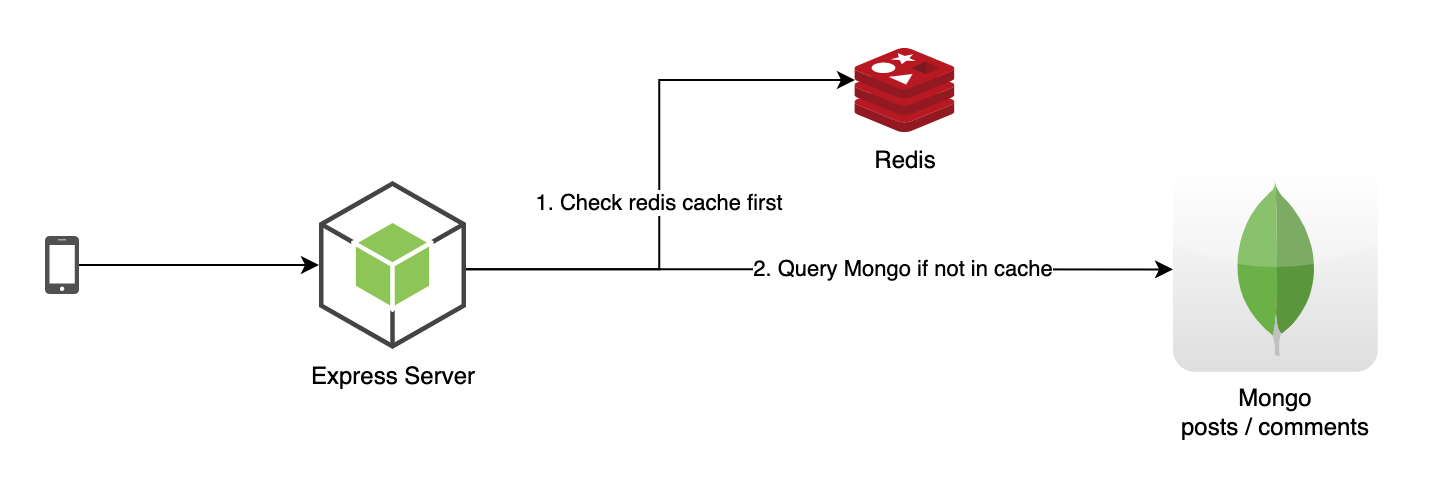 Redis
1. Check redis cache first
2. Query Mongo if not in cache
Express Server
Mongo
posts / comments